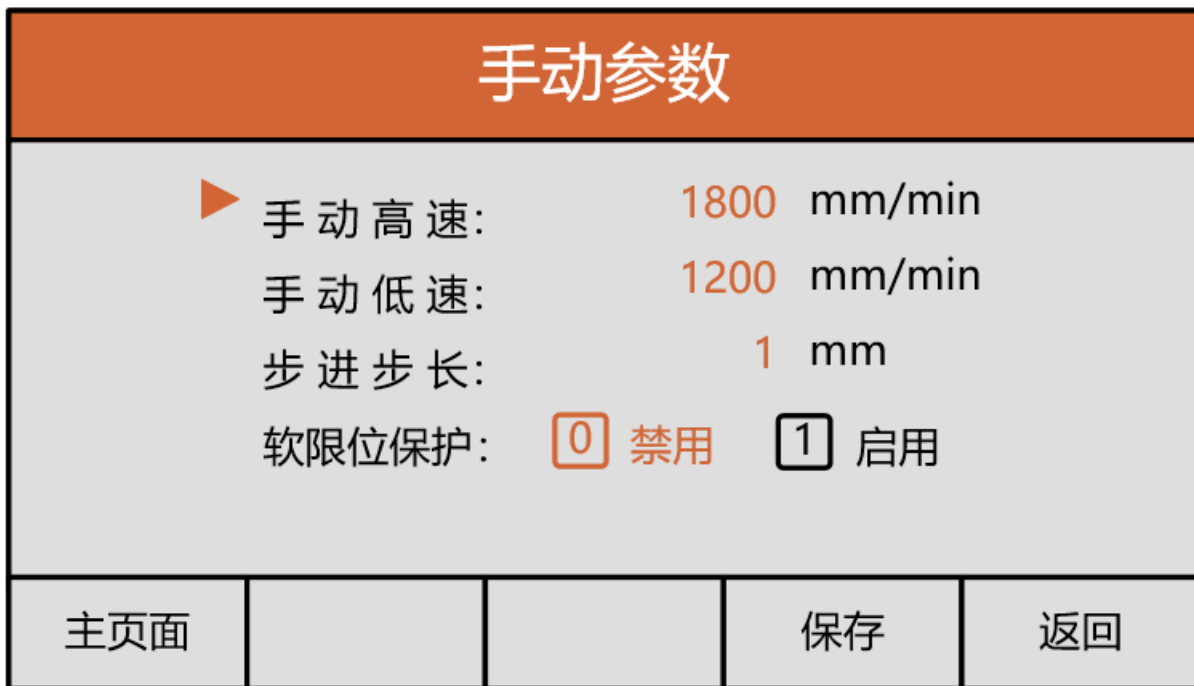 手动参数
手动高速: 1800 mm/min
手动低速: 1200 mm/min
步进步长: 1 mm
软限位保护: 0 禁用 1 启用
主页面 保存 返回